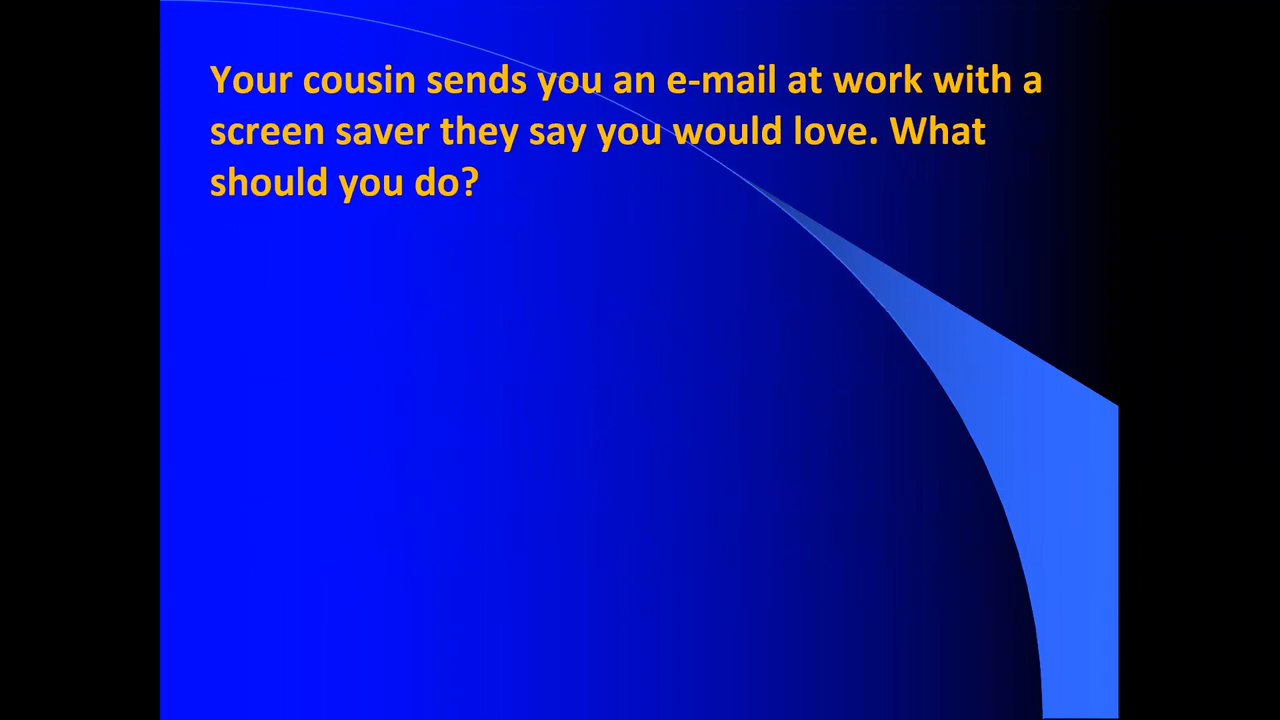 Your cousin sends you an e-mail at work with a
screen saver they say you would love. What
should you do?